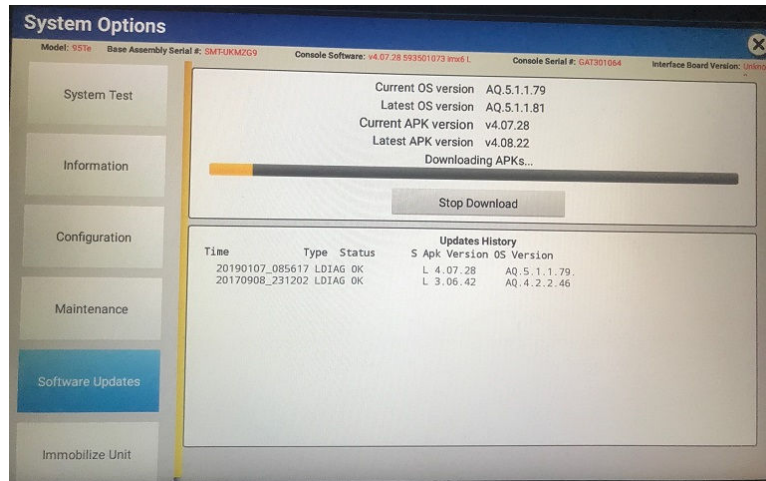 System Options
Model: 95Te Base Assembly Serial #: SMT-UKMZG9 Console Software: v4.07.28 593501073 imx6 L Console Serial #: GAT301064 Interface Board Version:
System Test
Information
Configuration
Maintenance
Software Updates
Immobilize Unit
Current OS version AQ.5.1.1.79
Latest OS version AQ.5.1.1.81
Current APK version v4.07.28
Latest APK version v4.08.22
Downloading APKs...
Stop Download
Updates History
Time Type Status S Apk Version OS Version
20190107_085617 LDIAG OK L 4.07.28 AQ.5.1.1.79.
20170908_231202 LDIAG OK L 3.06.42 AQ.4.2.2.46